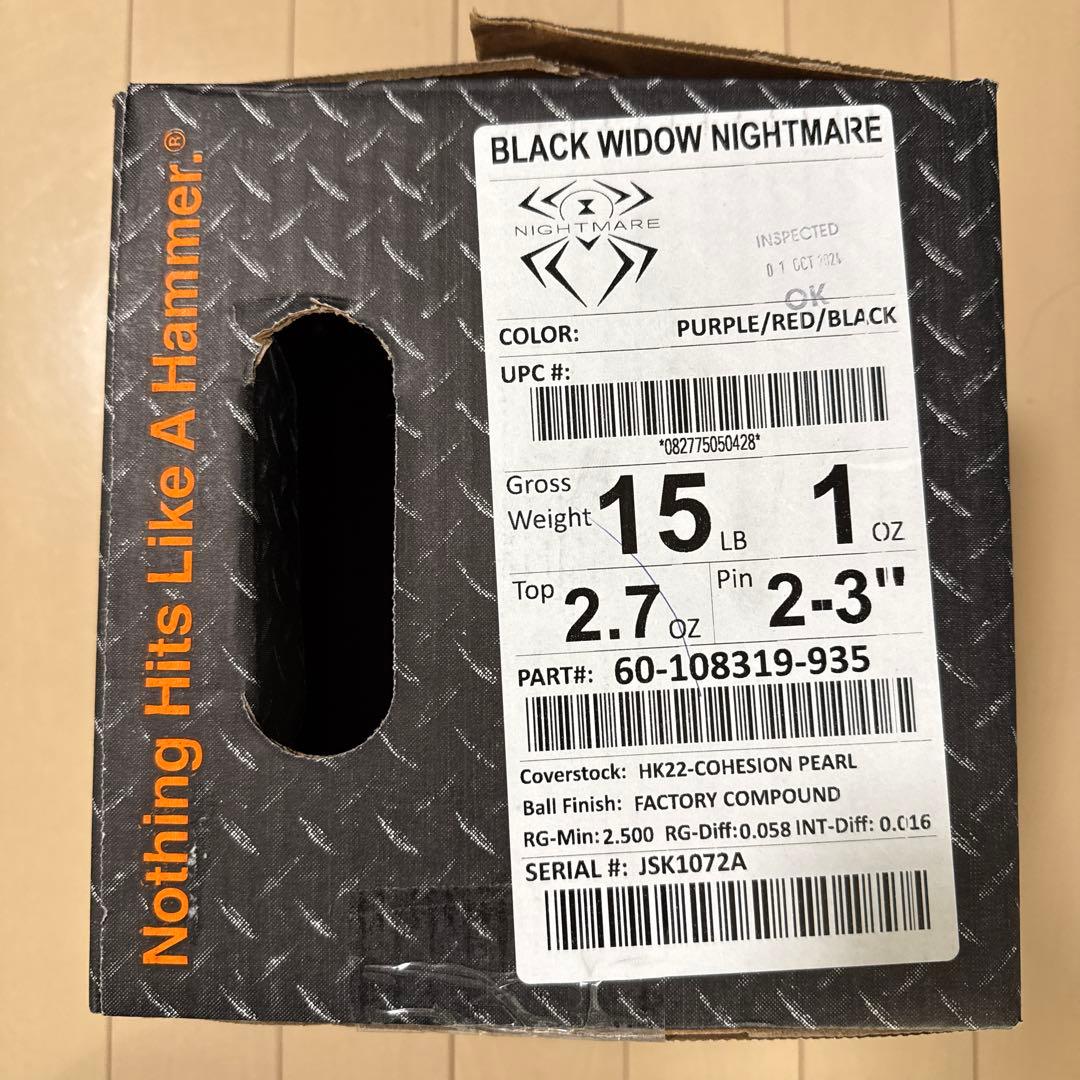 Nothing Hits Like A Hammer.®
BLACK WIDOW NIGHTMARE
NIGHTMARE
INSPECTED
01 OCT 2024
OK
COLOR: PURPLE/RED/BLACK
UPC #:
*082775050428*
Gross Weight 15 LB 1 OZ
Top 2.7 OZ Pin 2-3"
PART#: 60-108319-935
Coverstock: HK22-COHESION PEARL
Ball Finish: FACTORY COMPOUND
RG-Min: 2.500 RG-Diff: 0.058 INT-Diff: 0.016
SERIAL #: JSK1072A